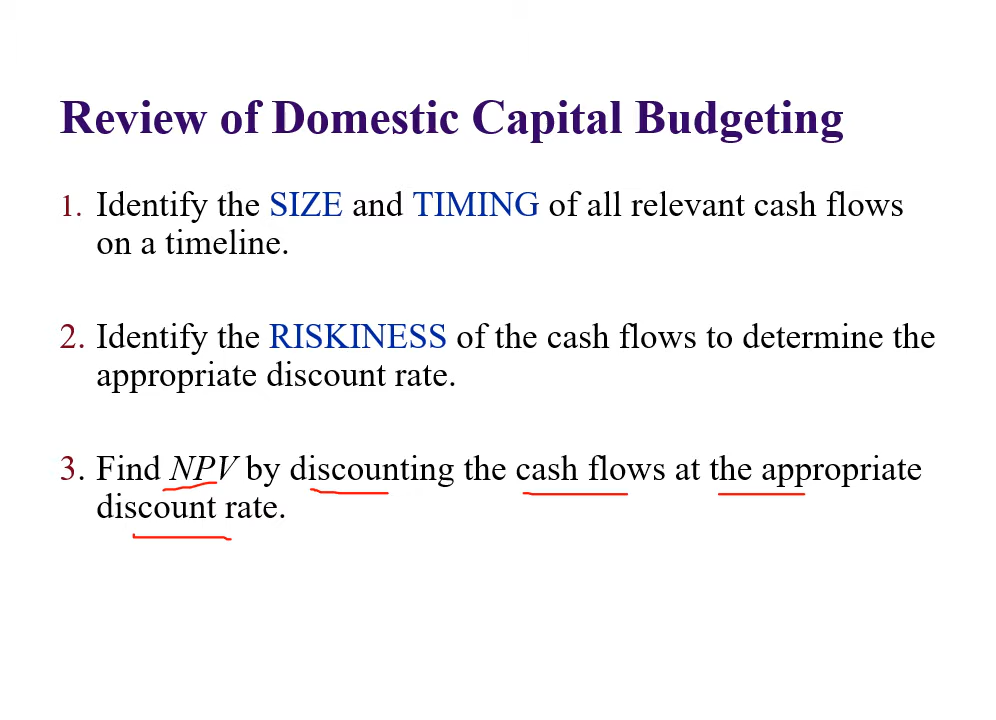 Review of Domestic Capital Budgeting
1. Identify the SIZE and TIMING of all relevant cash flows
on a timeline.
2. Identify the RISKINESS of the cash flows to determine the
appropriate discount rate.
3. Find NPV by discounting the cash flows at the appropriate
discount rate.